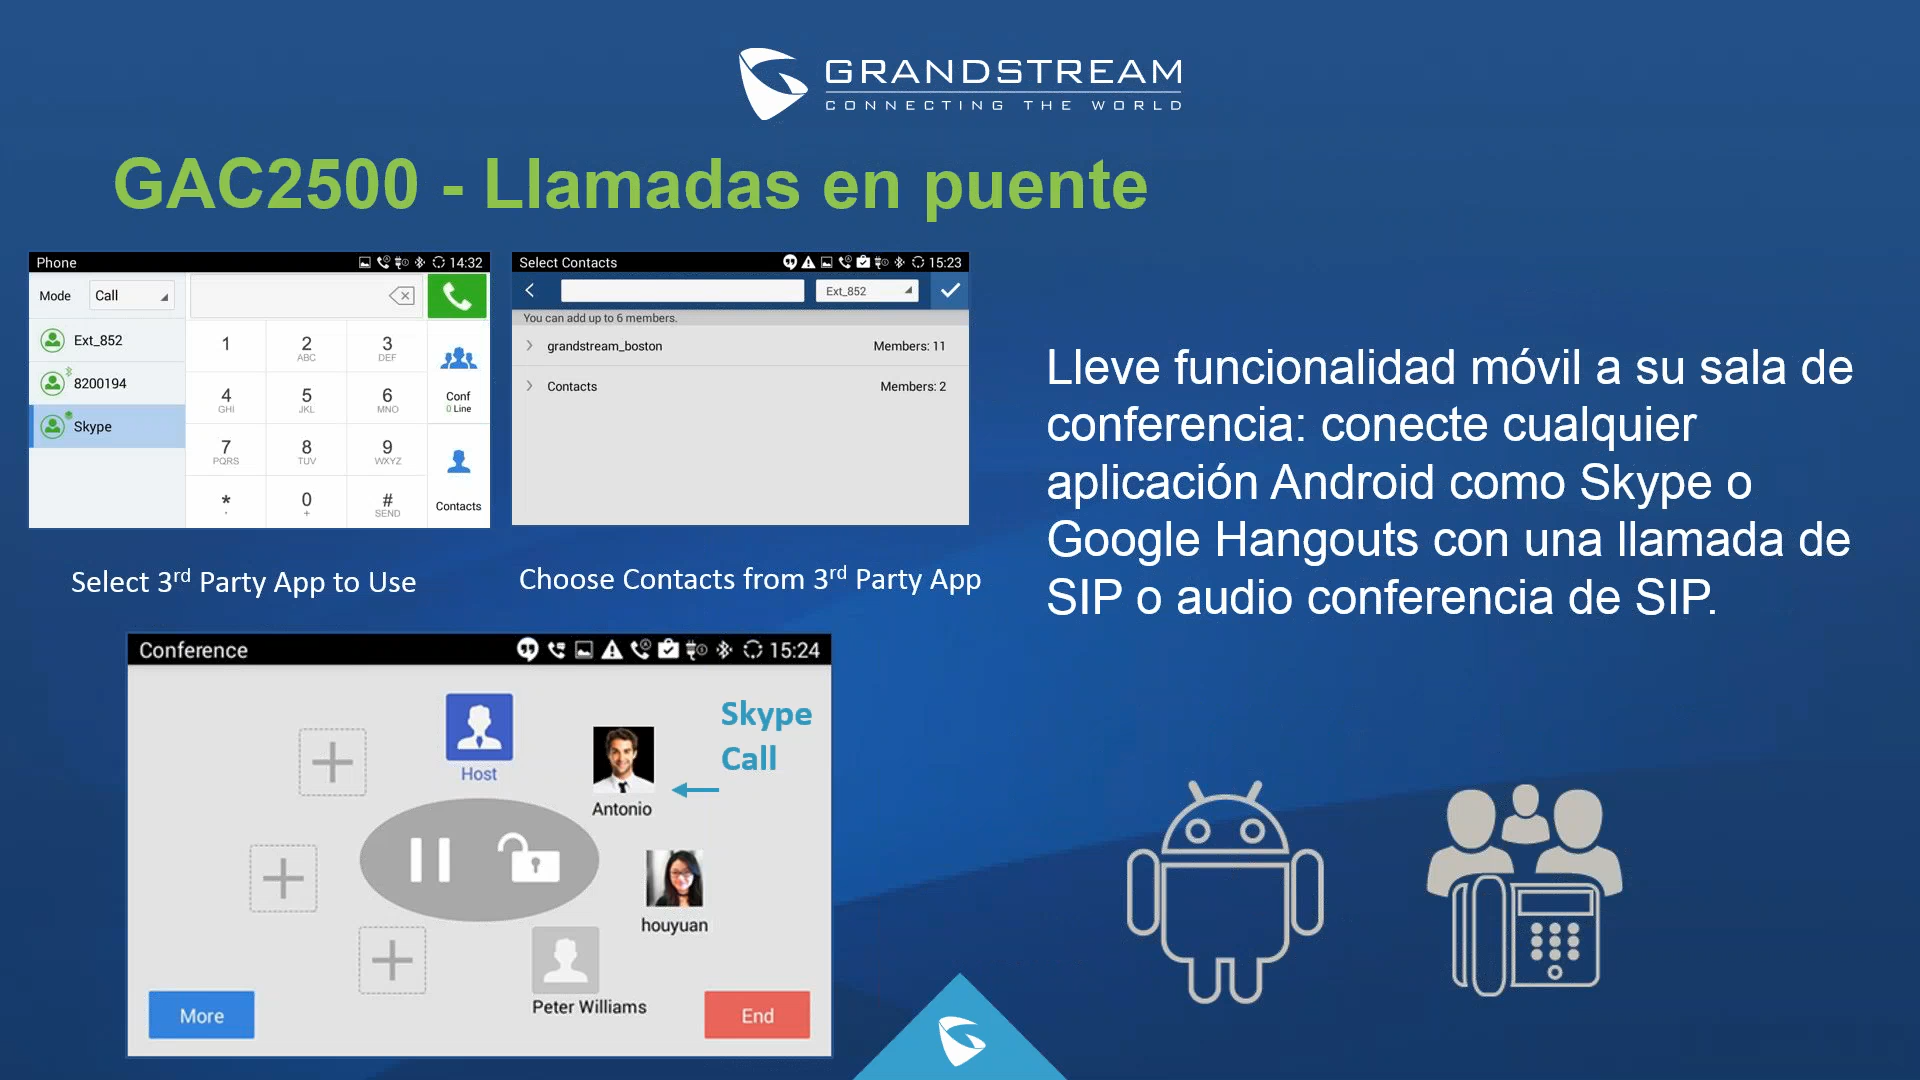 GRANDSTREAM
CONNECTING THE WORLD
GAC2500 - Llamadas en puente
Phone
14:32
Mode
Call
Ext_852
8200194
Skype
1
2
ABC
3
DEF
4
GHI
5
JKL
6
MNO
7
PQRS
8
TUV
9
WXYZ
*
0
+
#
SEND
Conf
0 Line
Contacts
Select Contacts
15:23
Ext_852
You can add up to 6 members.
grandstream_boston
Members: 11
Contacts
Members: 2
Select 3rd Party App to Use
Choose Contacts from 3rd Party App
Lleve funcionalidad móvil a su sala de
conferencia: conecte cualquier
aplicación Android como Skype o
Google Hangouts con una llamada de
SIP o audio conferencia de SIP.
Conference
15:24
Host
Skype
Call
Antonio
houyuan
Peter Williams
More
End